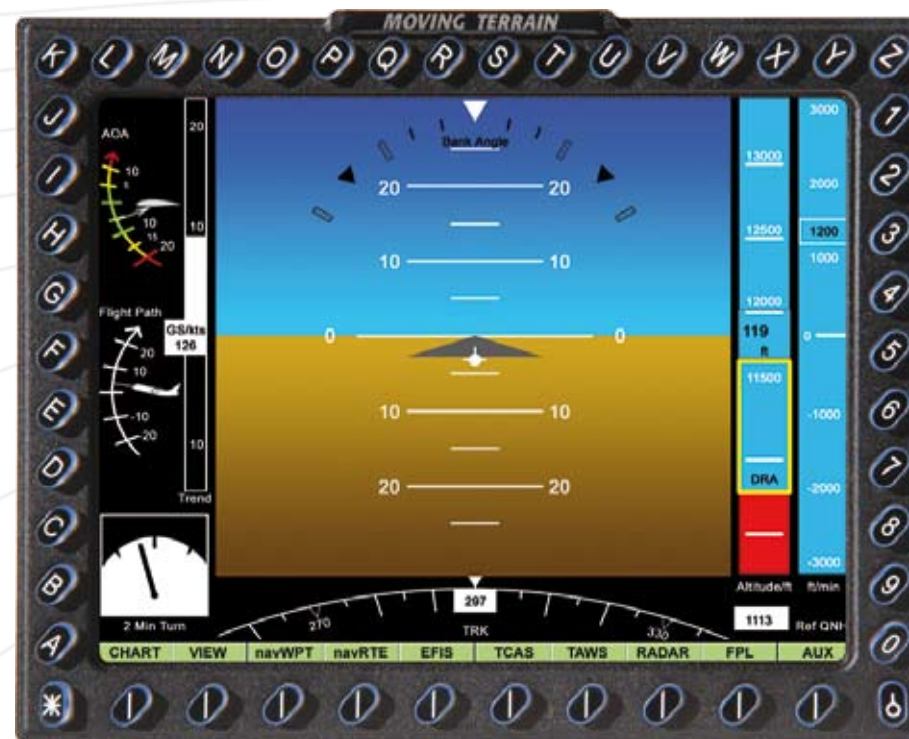 MOVING TERRAIN
K L M N O P Q R S T U V W X Y Z
J
I
H
G
F
E
D
C
B
A
1
2
3
4
5
6
7
8
9
0
AOA
10
5
10
15
20
Flight Path
20
10
-10
-20
20
10
GS/kts
126
10
Trend
2 Min Turn
Bank Angle
20 20
10 10
0 0
10 10
20 20
13000
12500
12000
119
ft
11500
DRA
Altitude/ft
1113
3000
2000
1200
1000
0
-1000
-2000
-3000
ft/min
Ref QNH
270
297
TRK
330
CHART VIEW navWPT navRTE EFIS TCAS TAWS RADAR FPL AUX